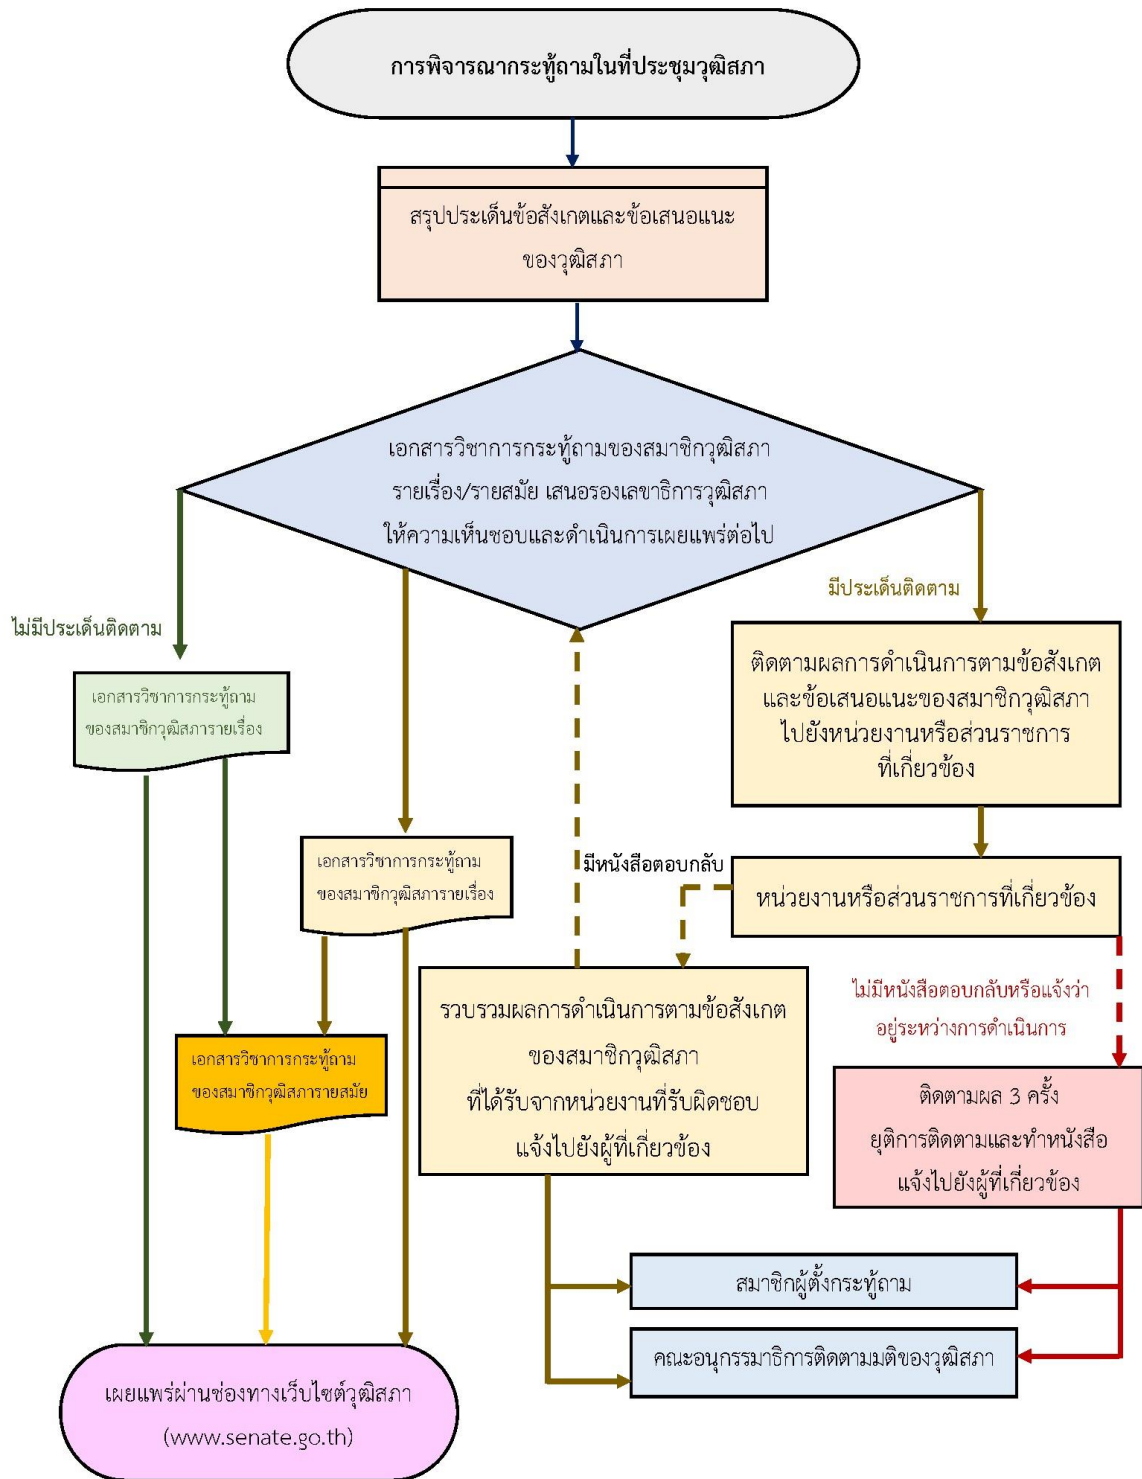 การพิจารณากระทู้ถามในที่ประชุมวุฒิสภา
สรุปประเด็นข้อสังเกตและข้อเสนอแนะ
ของวุฒิสภา
เอกสารวิชาการกระทู้ถามของสมาชิกวุฒิสภา
รายเรื่อง/รายสมัย เสนอรองเลขาธิการวุฒิสภา
ให้ความเห็นชอบและดำเนินการเผยแพร่ต่อไป
ไม่มีประเด็นติดตาม
มีประเด็นติดตาม
เอกสารวิชาการกระทู้ถาม
ของสมาชิกวุฒิสภารายเรื่อง
ติดตามผลการดำเนินการตามข้อสังเกต
และข้อเสนอแนะของสมาชิกวุฒิสภา
ไปยังหน่วยงานหรือส่วนราชการ
ที่เกี่ยวข้อง
เอกสารวิชาการกระทู้ถาม
ของสมาชิกวุฒิสภารายเรื่อง
มีหนังสือตอบกลับ
หน่วยงานหรือส่วนราชการที่เกี่ยวข้อง
ไม่มีหนังสือตอบกลับหรือแจ้งว่า
อยู่ระหว่างการดำเนินการ
รวบรวมผลการดำเนินการตามข้อสังเกต
ของสมาชิกวุฒิสภา
ที่ได้รับจากหน่วยงานที่รับผิดชอบ
แจ้งไปยังผู้ที่เกี่ยวข้อง
เอกสารวิชาการกระทู้ถาม
ของสมาชิกวุฒิสภารายสมัย
ติดตามผล 3 ครั้ง
ยุติการติดตามและทำหนังสือ
แจ้งไปยังผู้ที่เกี่ยวข้อง
สมาชิกผู้ตั้งกระทู้ถาม
คณะอนุกรรมาธิการติดตามมติของวุฒิสภา
เผยแพร่ผ่านช่องทางเว็บไซต์วุฒิสภา
(www.senate.go.th)